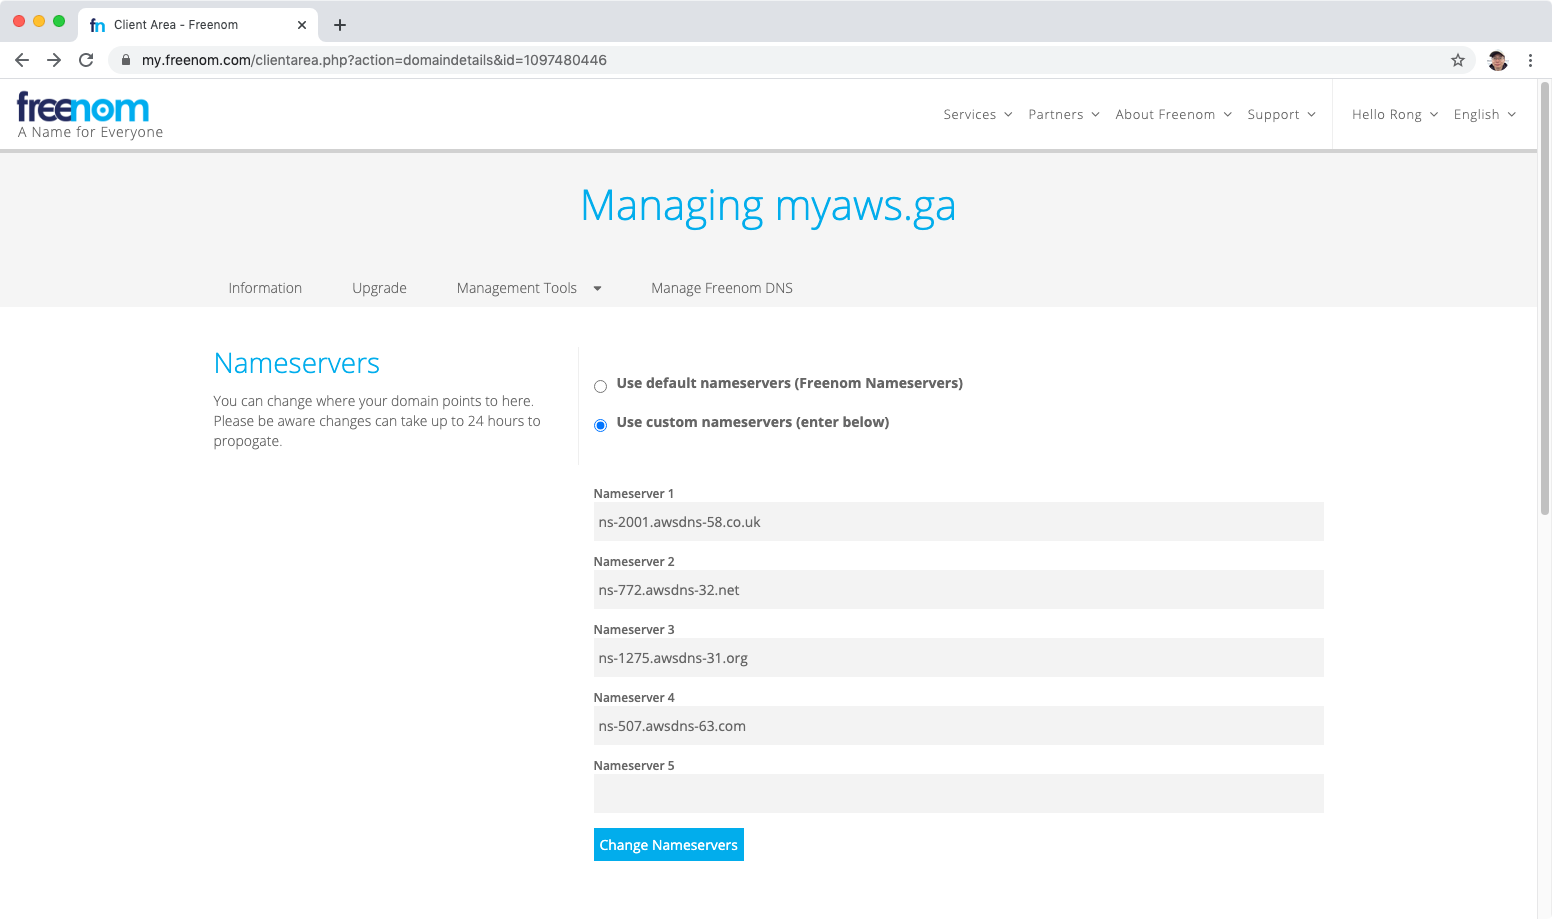 Client Area - Freenom
my.freenom.com/clientarea.php?action=domaindetails&id=1097480446
freenom
A Name for Everyone
Services Partners About Freenom Support Hello Rong English
Managing myaws.ga
Information Upgrade Management Tools Manage Freenom DNS
Nameservers
You can change where your domain points to here.
Please be aware changes can take up to 24 hours to
propogate.
Use default nameservers (Freenom Nameservers)
Use custom nameservers (enter below)
Nameserver 1
ns-2001.awsdns-58.co.uk
Nameserver 2
ns-772.awsdns-32.net
Nameserver 3
ns-1275.awsdns-31.org
Nameserver 4
ns-507.awsdns-63.com
Nameserver 5
Change Nameservers